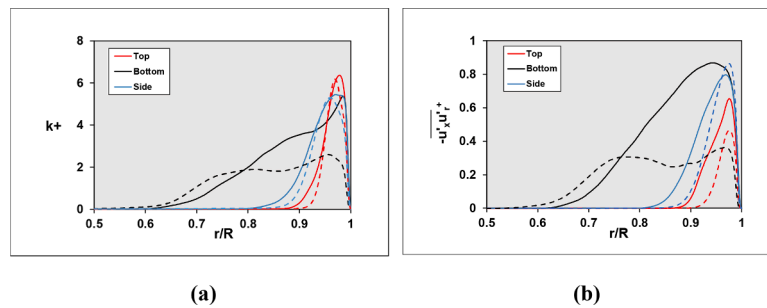 8
6
4
2
0
k+
Top
Bottom
Side
0.5 0.6 0.7 0.8 0.9 1
r/R
(a)
1
0.8
0.6
0.4
0.2
0
-u'ₓu'ᵣ⁺
Top
Bottom
Side
0.5 0.6 0.7 0.8 0.9 1
r/R
(b)